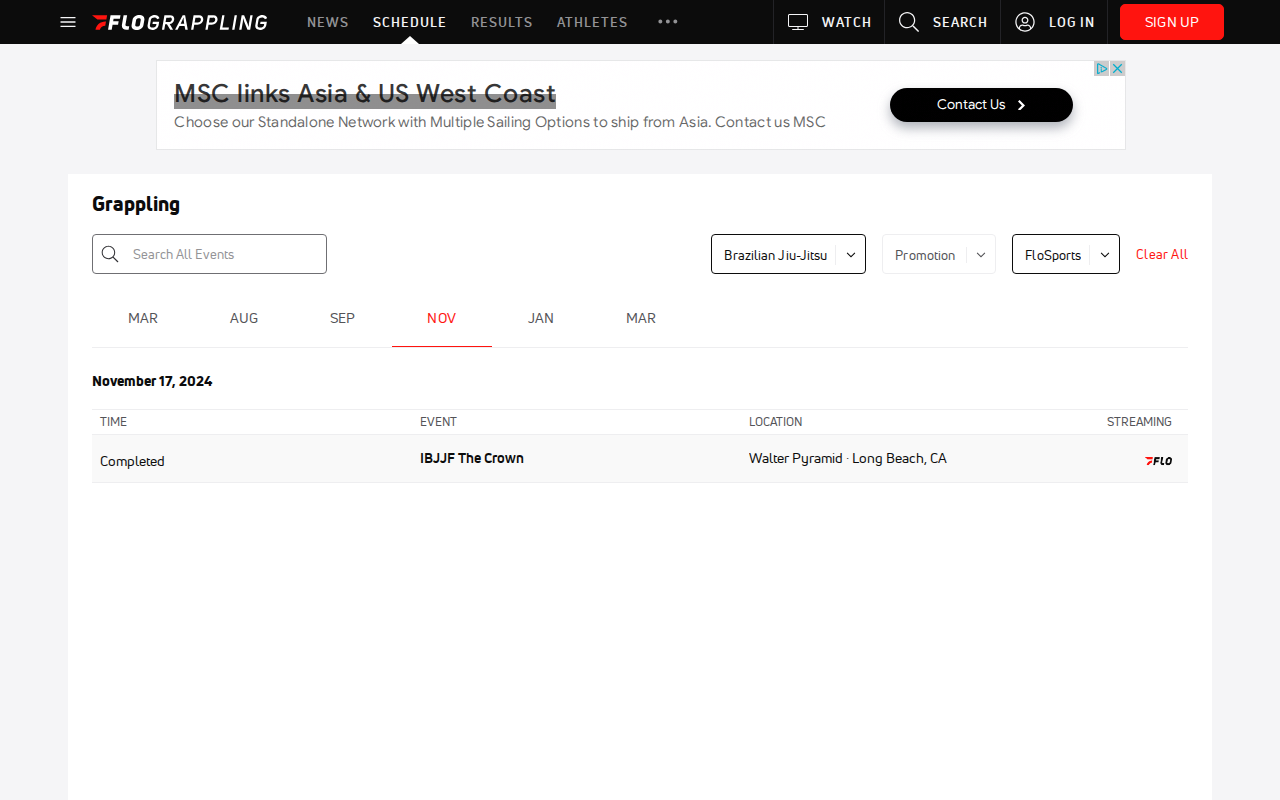 FLOGRAPPLING NEWS SCHEDULE RESULTS ATHLETES WATCH SEARCH LOG IN SIGN UP
MSC links Asia & US West Coast
Choose our Standalone Network with Multiple Sailing Options to ship from Asia. Contact us MSC
Contact Us
Grappling
Search All Events Brazilian Jiu-Jitsu Promotion FloSports Clear All
MAR AUG SEP NOV JAN MAR
November 17, 2024
TIME EVENT LOCATION STREAMING
Completed IBJJF The Crown Walter Pyramid · Long Beach, CA FLO